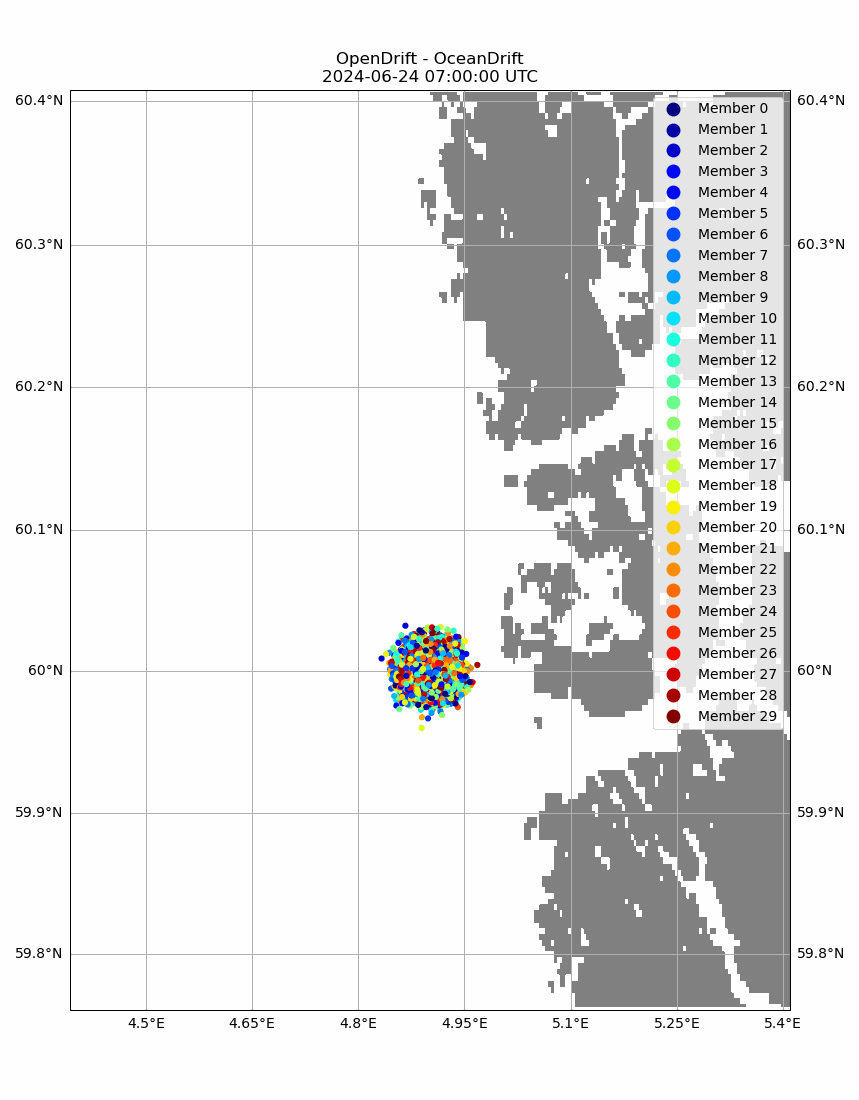 OpenDrift - OceanDrift
2024-06-24 07:00:00 UTC
60.4°N
60.4°N
60.3°N
60.3°N
60.2°N
60.2°N
60.1°N
60.1°N
60°N
60°N
59.9°N
59.9°N
59.8°N
59.8°N
Member 0
Member 1
Member 2
Member 3
Member 4
Member 5
Member 6
Member 7
Member 8
Member 9
Member 10
Member 11
Member 12
Member 13
Member 14
Member 15
Member 16
Member 17
Member 18
Member 19
Member 20
Member 21
Member 22
Member 23
Member 24
Member 25
Member 26
Member 27
Member 28
Member 29
4.5°E 4.65°E 4.8°E 4.95°E 5.1°E 5.25°E 5.4°E